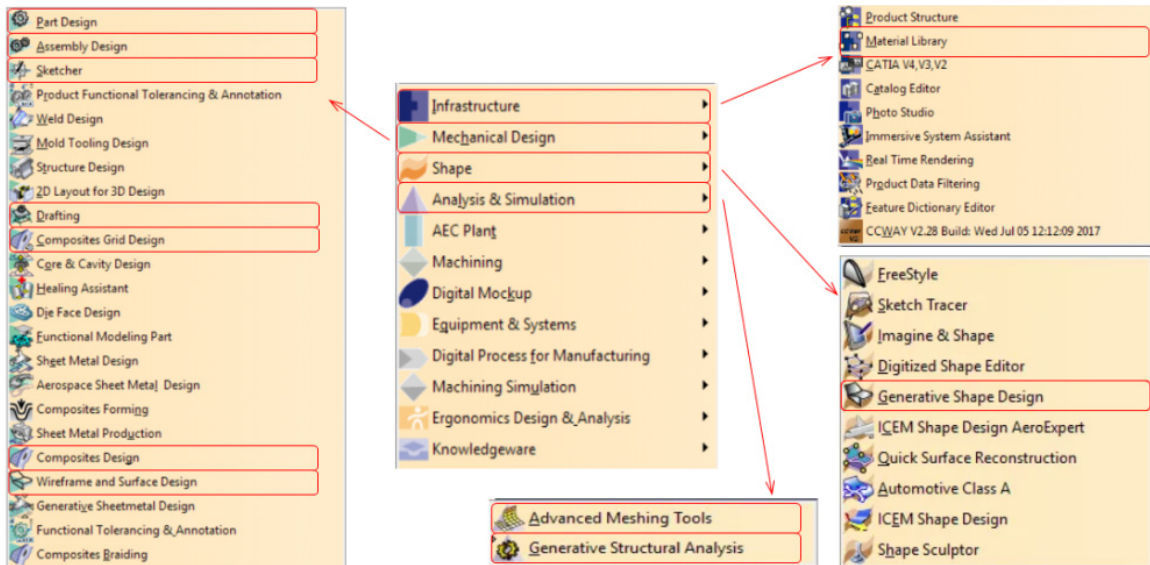 Part Design
Assembly Design
Sketcher
Product Functional Tolerancing & Annotation
Weld Design
Mold Tooling Design
Structure Design
2D Layout for 3D Design
Drafting
Composites Grid Design
Core & Cavity Design
Healing Assistant
Die Face Design
Functional Modeling Part
Sheet Metal Design
Aerospace Sheet Metal Design
Composites Forming
Sheet Metal Production
Composites Design
Wireframe and Surface Design
Generative Sheetmetal Design
Functional Tolerancing & Annotation
Composites Braiding
Infrastructure
Mechanical Design
Shape
Analysis & Simulation
AEC Plant
Machining
Digital Mockup
Equipment & Systems
Digital Process for Manufacturing
Machining Simulation
Ergonomics Design & Analysis
Knowledgeware
Advanced Meshing Tools
Generative Structural Analysis
Product Structure
Material Library
CATIA V4,V3,V2
Catalog Editor
Photo Studio
Immersive System Assistant
Real Time Rendering
Product Data Filtering
Feature Dictionary Editor
CCWAY V2.28 Build: Wed Jul 05 12:12:09 2017
FreeStyle
Sketch Tracer
Imagine & Shape
Digitized Shape Editor
Generative Shape Design
ICEM Shape Design AeroExpert
Quick Surface Reconstruction
Automotive Class A
ICEM Shape Design
Shape Sculptor